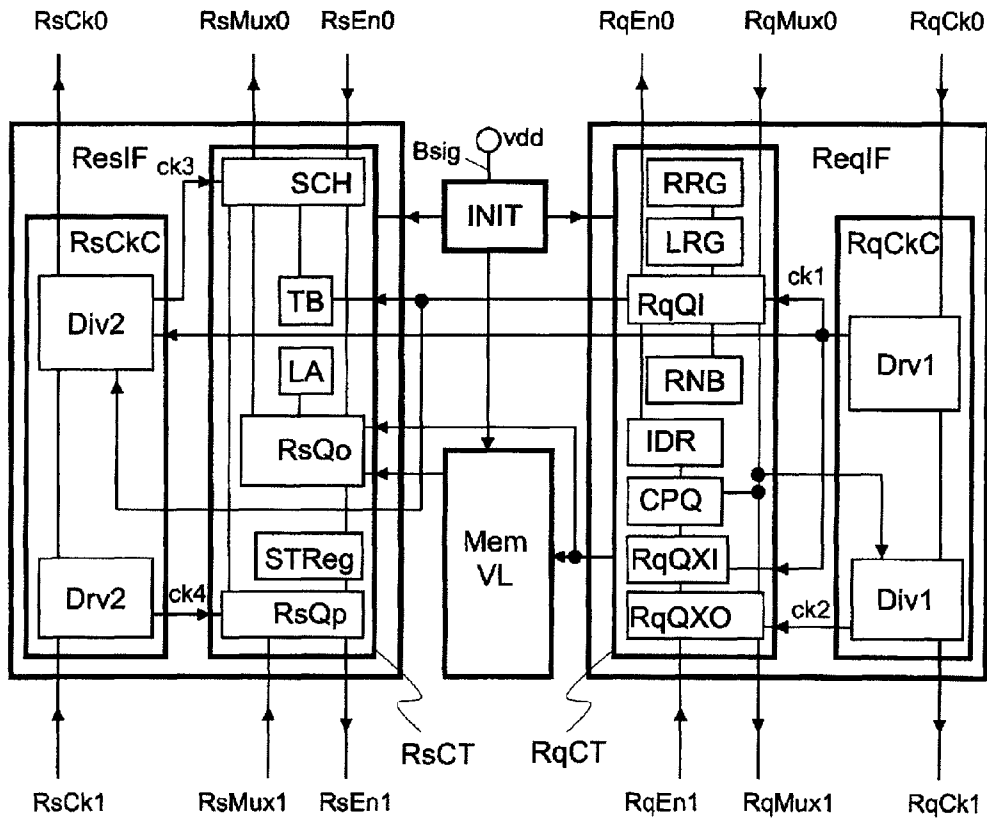 RsCk0 RsMux0 RsEn0 RqEn0 RqMux0 RqCk0
ResIF
ck3
SCH
RsCkC
Div2
TB
LA
RsQo
STReg
Drv2
ck4
RsQp
Bsig
vdd
INIT
Mem
VL
ReqIF
RRG
LRG
RqCkC
ck1
RqQI
Drv1
RNB
IDR
CPQ
RqQXI
RqQXO
ck2
Div1
RsCT
RqCT
RsCk1 RsMux1 RsEn1 RqEn1 RqMux1 RqCk1